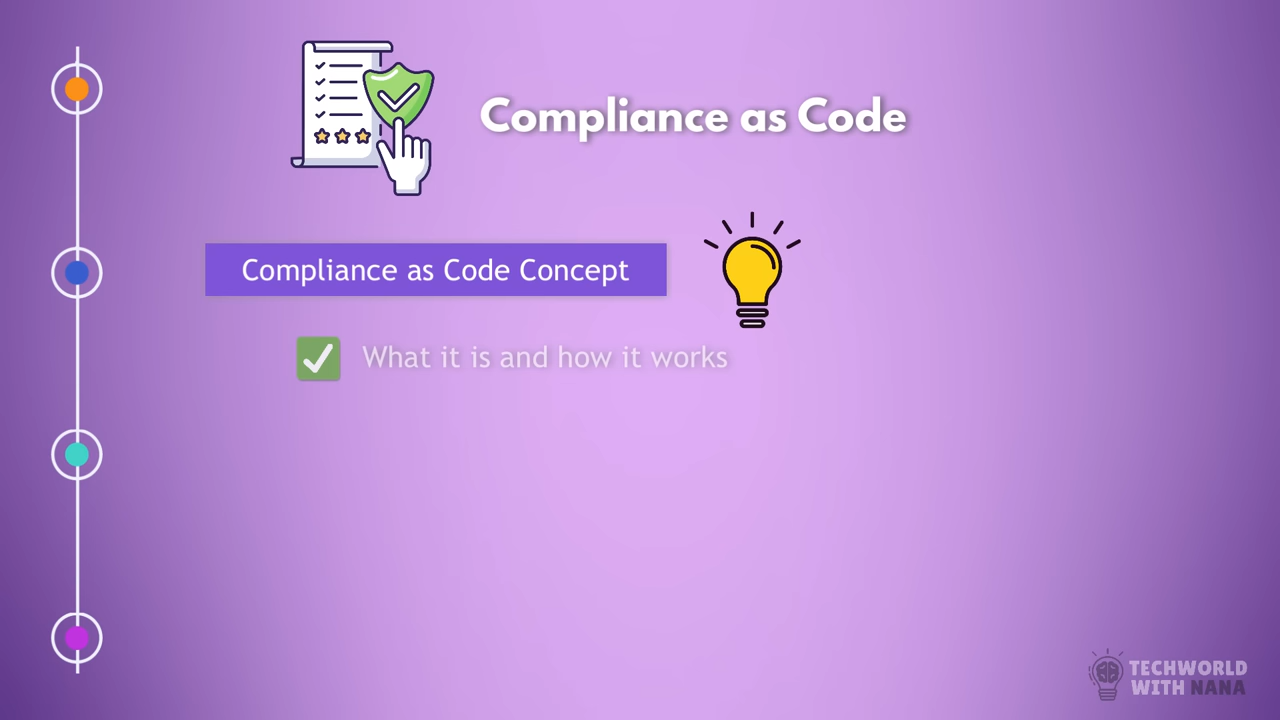 Compliance as Code
Compliance as Code Concept
What it is and how it works
TECHWORLD
WITH NANA